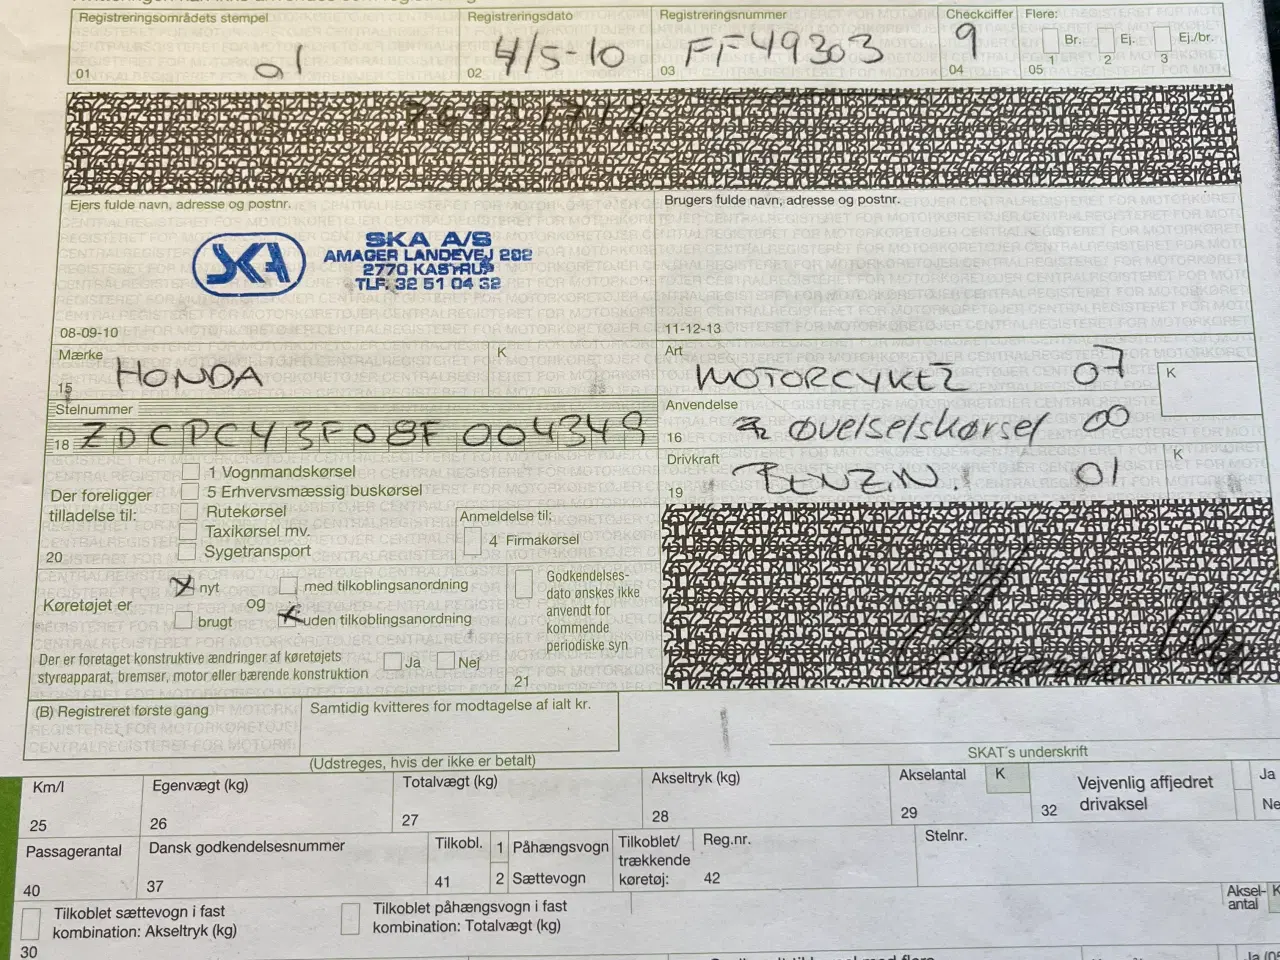 Registreringsområdets stempel
01
01
Registreringsdato
4/5-10
02
Registreringsnummer
FF49303
03
Checkciffer
9
04
Flere:
Br.
Ej.
Ej./br.
05
1
2
3
Ejers fulde navn, adresse og postnr.
SKA
SKA A/S
AMAGER LANDEVEJ 202
2770 KASTRUP
TLF. 32 51 04 32
08-09-10
Brugers fulde navn, adresse og postnr.
11-12-13
Mærke
K
15
HONDA
Art
MOTORCYKEL 07
K
Stelnummer
18
ZDCPC43F08F004349
Anvendelse
16
øvelseskørsel 00
Drivkraft
K
19
BENZIN 01
Der foreligger tilladelse til:
20
1 Vognmandskørsel
5 Erhvervsmæssig buskørsel
Rutekørsel
Taxikørsel mv.
Sygetransport
Anmeldelse til:
4 Firmakørsel
Køretøjet er
x nyt
brugt
og
med tilkoblingsanordning
x uden tilkoblingsanordning
Godkendelses-
dato ønskes ikke
anvendt for
kommende
periodiske syn
21
Der er foretaget konstruktive ændringer af køretøjets
styreapparat, bremser, motor eller bærende konstruktion
Ja
Nej
(B) Registreret første gang
Samtidig kvitteres for modtagelse af ialt kr.
(Udstreges, hvis der ikke er betalt)
SKAT's underskrift
Km/l
25
Egenvægt (kg)
26
Totalvægt (kg)
27
Akseltryk (kg)
28
Akselantal
K
29
32
Vejvenlig affjedret
drivaksel
Ja
Ne
Passagerantal
40
Dansk godkendelsesnummer
37
Tilkobl.
41
1 Påhængsvogn
2 Sættevogn
Tilkoblet/
trækkende
køretøj:
Reg.nr.
42
Stelnr.
Tilkoblet sættevogn i fast
kombination: Akseltryk (kg)
30
Tilkoblet påhængsvogn i fast
kombination: Totalvægt (kg)
Aksel-
antal
K